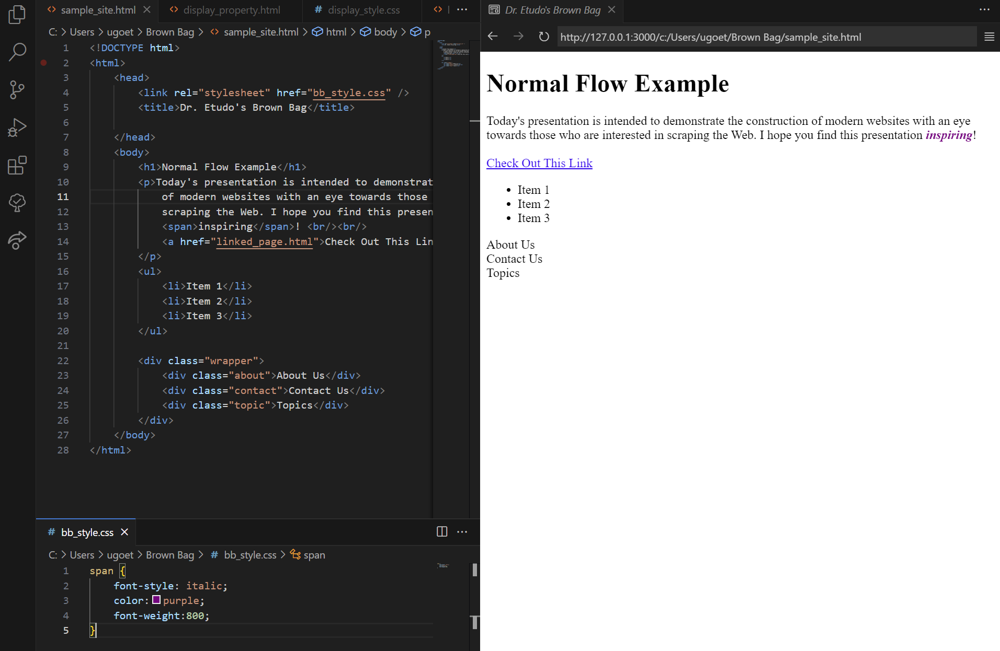 sample_site.html
display_property.html
display_style.css
C: > Users > ugoet > Brown Bag > sample_site.html > html > body > p
1 <!DOCTYPE html>
2 <html>
3 <head>
4 <link rel="stylesheet" href="bb_style.css" />
5 <title>Dr. Etudo's Brown Bag</title>
6
7 </head>
8 <body>
9 <h1>Normal Flow Example</h1>
10 <p>Today's presentation is intended to demonstrat
11 of modern websites with an eye towards those
12 scraping the Web. I hope you find this presen
13 <span>inspiring</span>! <br/><br/>
14 <a href="linked_page.html">Check Out This Lin
15 </p>
16 <ul>
17 <li>Item 1</li>
18 <li>Item 2</li>
19 <li>Item 3</li>
20 </ul>
21
22 <div class="wrapper">
23 <div class="about">About Us</div>
24 <div class="contact">Contact Us</div>
25 <div class="topic">Topics</div>
26 </div>
27 </body>
28 </html>
# bb_style.css
C: > Users > ugoet > Brown Bag > # bb_style.css > span
1 span {
2 font-style: italic;
3 color: purple;
4 font-weight:800;
5 }
Dr. Etudo's Brown Bag
http://127.0.0.1:3000/c:/Users/ugoet/Brown Bag/sample_site.html
Normal Flow Example
Today's presentation is intended to demonstrate the construction of modern websites with an eye
towards those who are interested in scraping the Web. I hope you find this presentation inspiring!
Check Out This Link
• Item 1
• Item 2
• Item 3
About Us
Contact Us
Topics